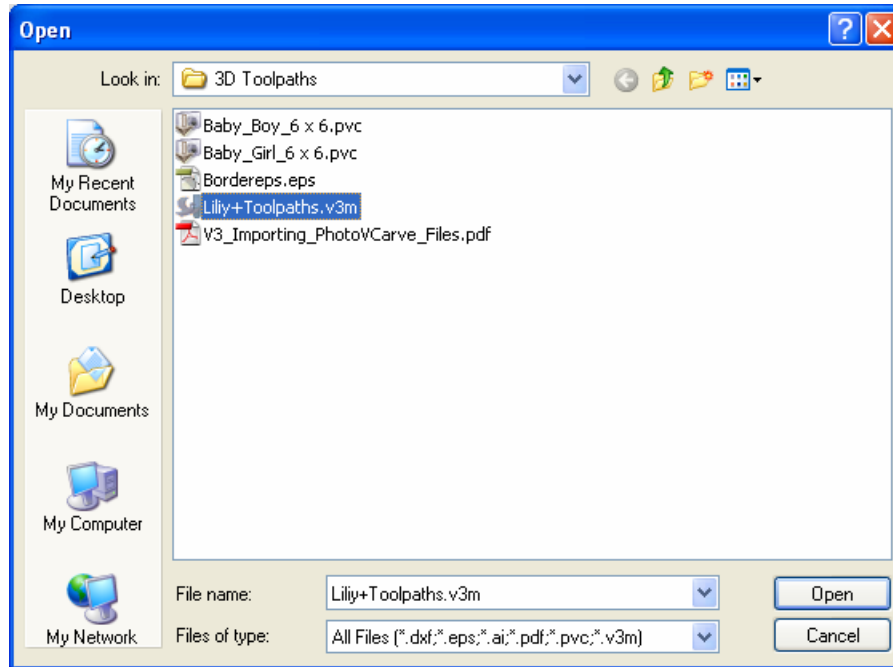 Open
Look in:
3D Toolpaths
My Recent
Documents
Desktop
My Documents
My Computer
My Network
Baby_Boy_6 x 6.pvc
Baby_Girl_6 x 6.pvc
Bordereps.eps
Liliy+Toolpaths.v3m
V3_Importing_PhotoVCarve_Files.pdf
File name:
Liliy+Toolpaths.v3m
Open
Files of type:
All Files (*.dxf;*.eps;*.ai;*.pdf;*.pvc;*.v3m)
Cancel